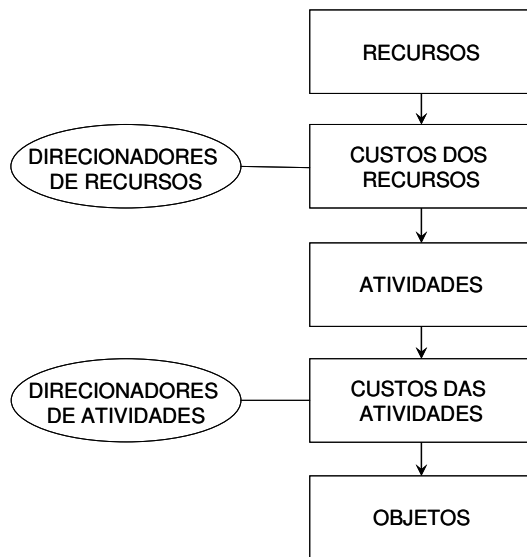 RECURSOS
DIRECIONADORES
DE RECURSOS
CUSTOS DOS
RECURSOS
ATIVIDADES
DIRECIONADORES
DE ATIVIDADES
CUSTOS DAS
ATIVIDADES
OBJETOS